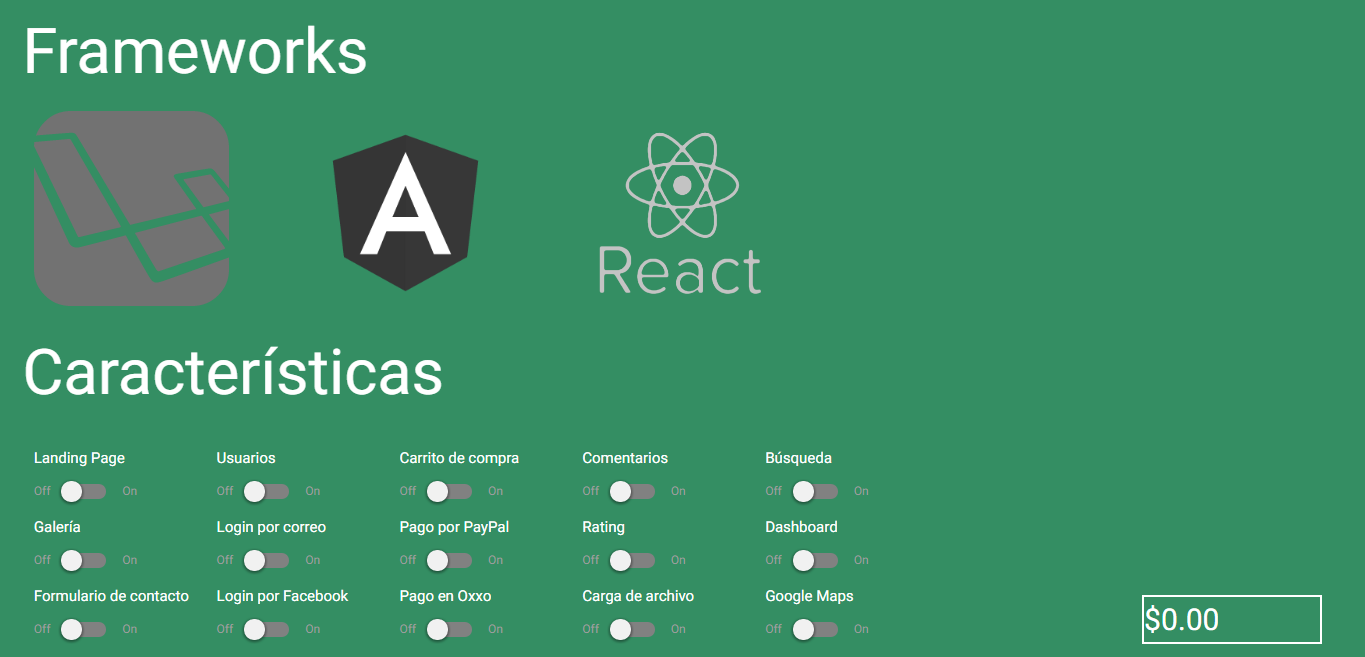 Frameworks
A
React
Características
Landing Page Usuarios Carrito de compra Comentarios Búsqueda
Off On Off On Off On Off On Off On
Galería Login por correo Pago por PayPal Rating Dashboard
Off On Off On Off On Off On Off On
Formulario de contacto Login por Facebook Pago en Oxxo Carga de archivo Google Maps
Off On Off On Off On Off On Off On
$0.00